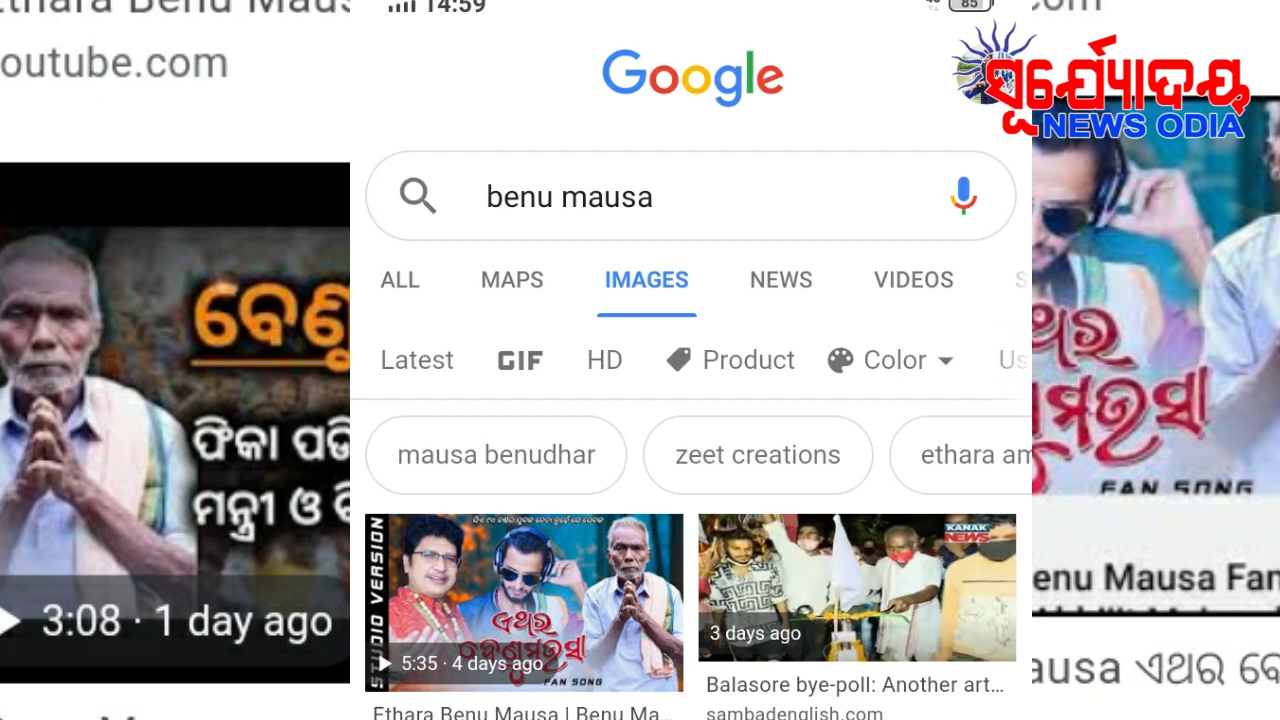 Ethara Benu Maus
outube.com
ବେଣୁ
ଫିକା ପଡି
ମନ୍ତ୍ରୀ ଓ ବି
3:08 · 1 day ago
14:59
85
Google
benu mausa
ALL MAPS IMAGES NEWS VIDEOS S
Latest GIF HD Product Color Us
mausa benudhar zeet creations ethara am
STUDIO VERSION
ଏଥର
ବେଣୁ ମଉସା
FAN SONG
5:35 · 4 days ago
Ethara Benu Mausa | Benu Ma...
KANAK
NEWS
3 days ago
Balasore bye-poll: Another art...
sambadenglish.com
ସୂର୍ଯ୍ୟୋଦୟ
NEWS ODIA
com
ଏଥର
ମଉସା
FAN SONG
enu Mausa Fan
ausa ଏଥର ବେ